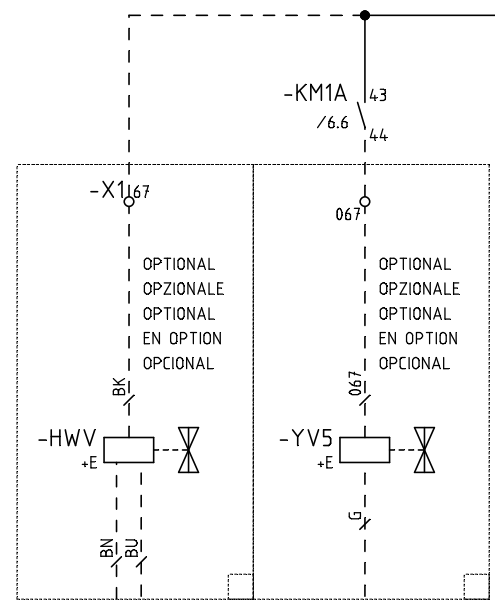 -KM1A
43
/6.6
44
-X1
67
067
OPTIONAL
OPZIONALE
OPTIONAL
EN OPTION
OPCIONAL
OPTIONAL
OPZIONALE
OPTIONAL
EN OPTION
OPCIONAL
BK
067
-HWV
+E
-YV5
+E
G
BN
BU